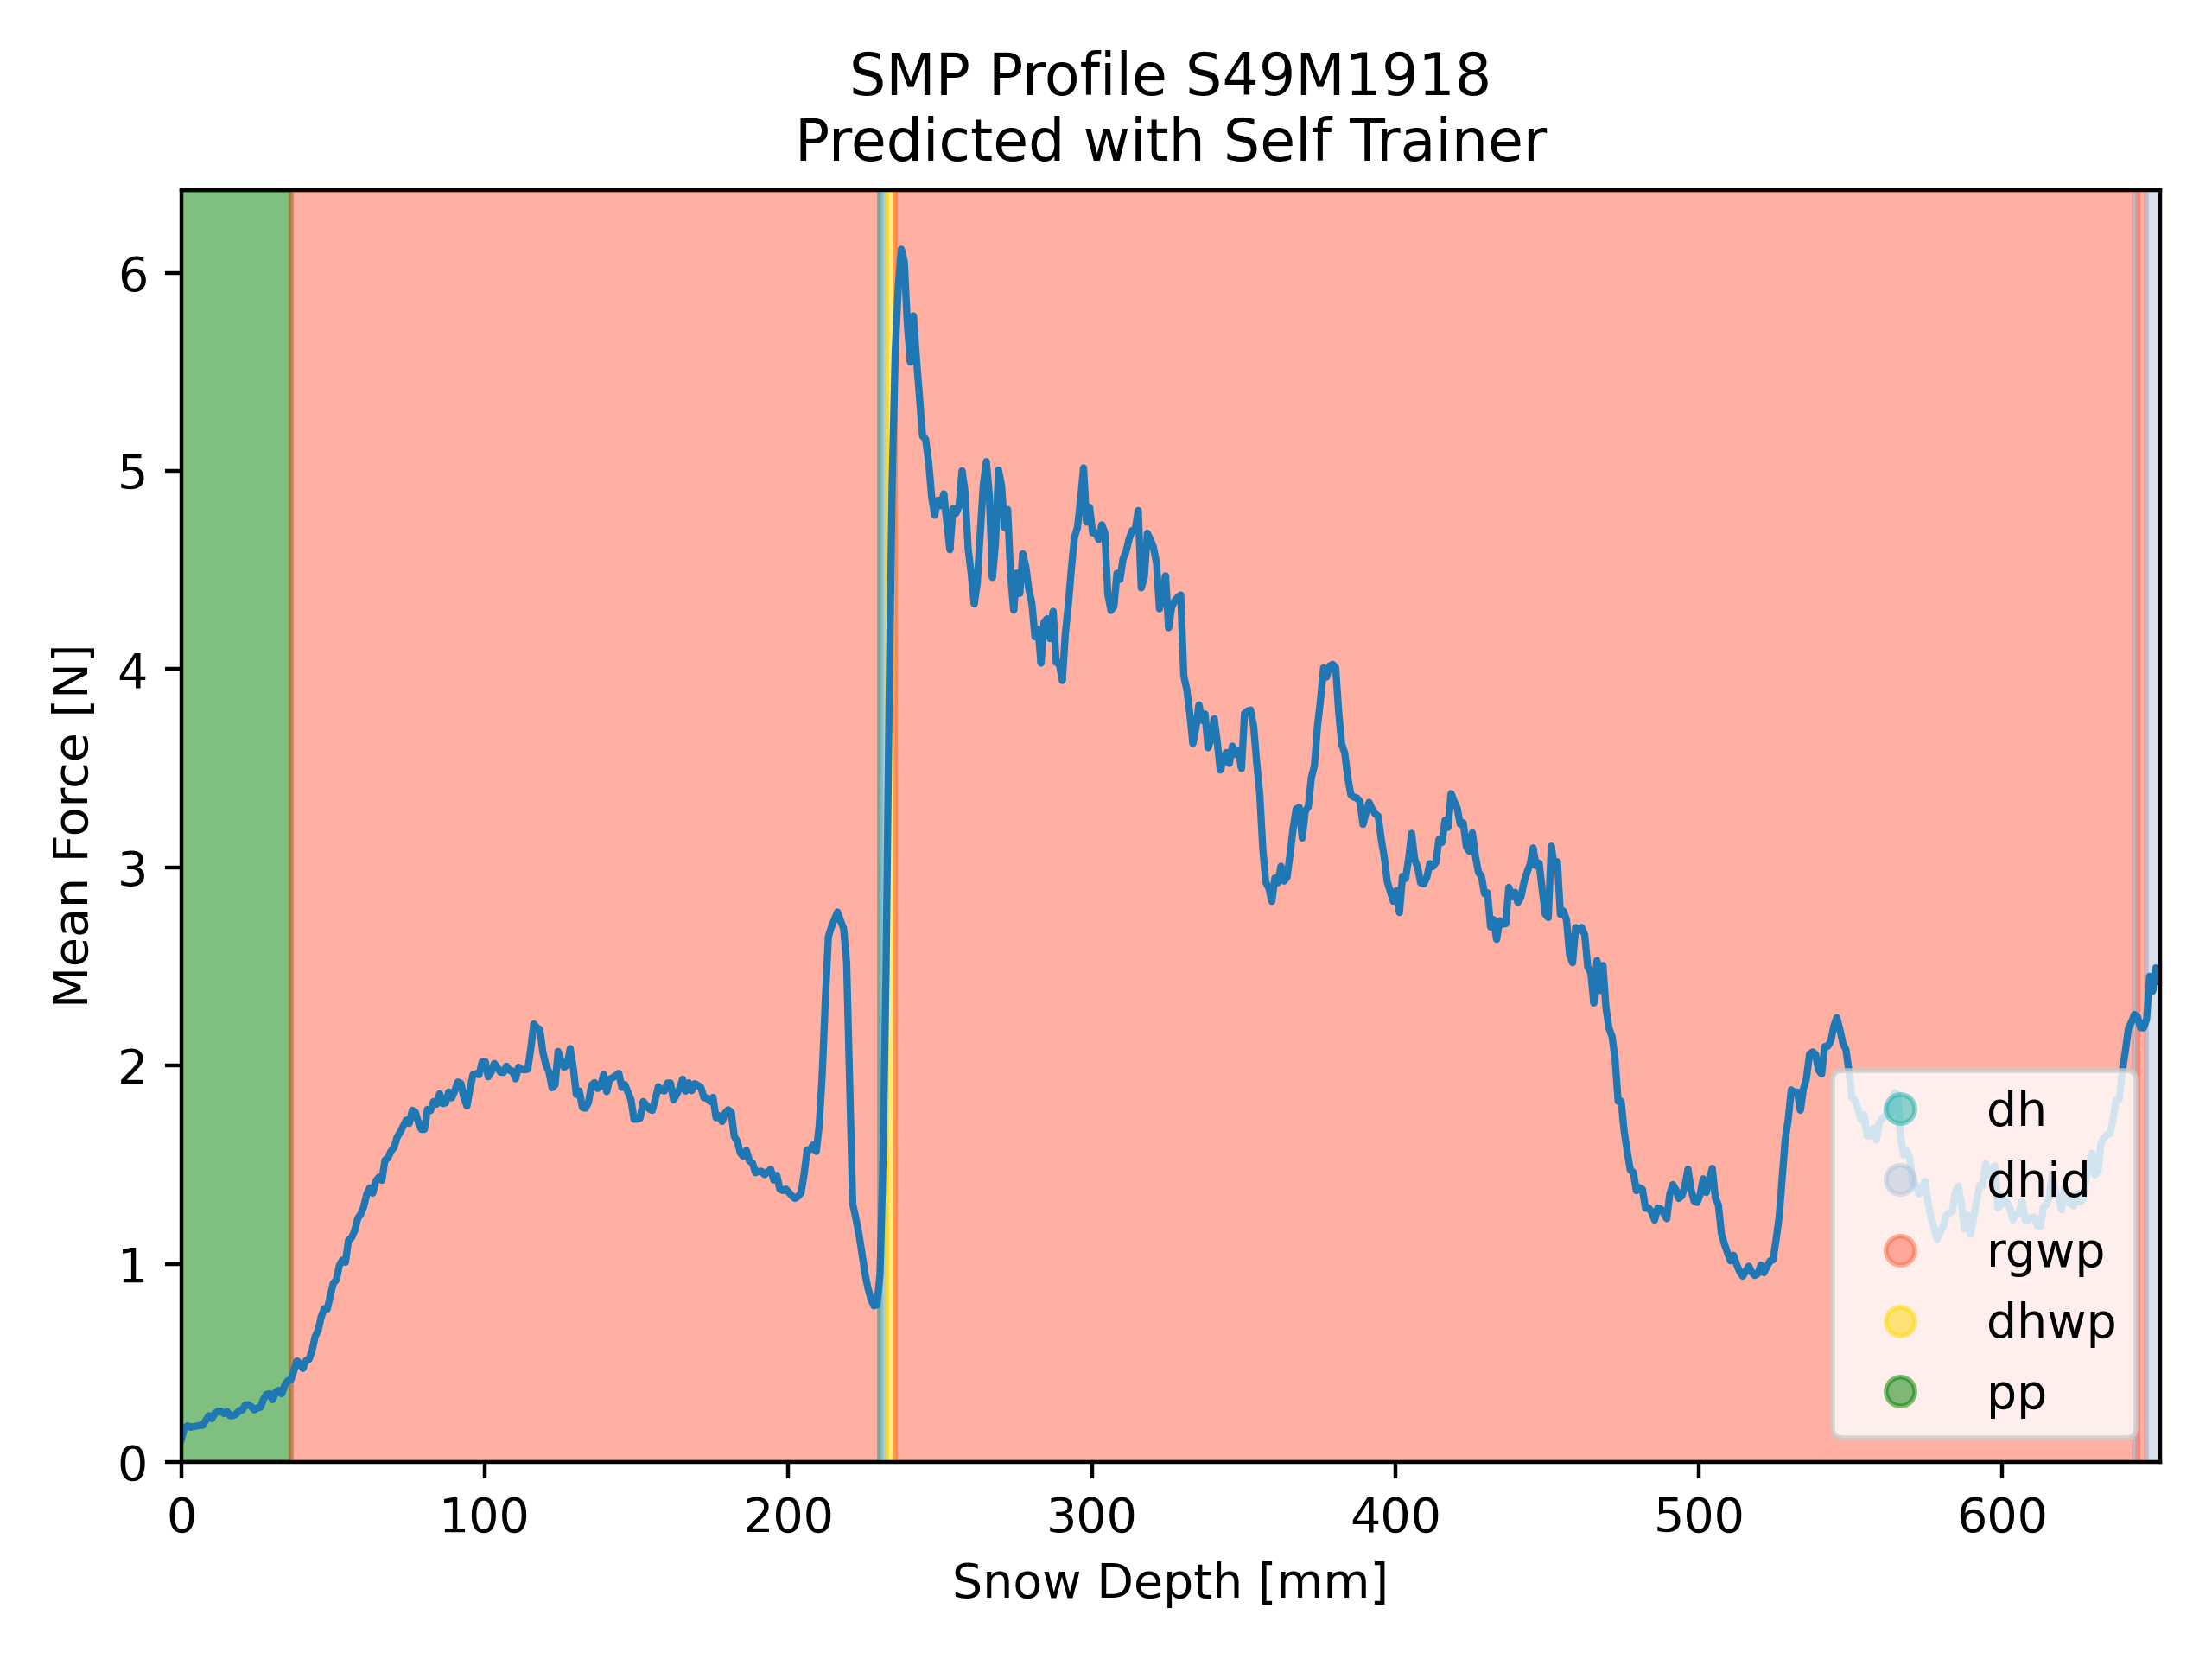 SMP Profile S49M1918
Predicted with Self Trainer
Mean Force [N]
6
5
4
3
2
1
0
dh
dhid
rgwp
dhwp
pp
0 100 200 300 400 500 600
Snow Depth [mm]